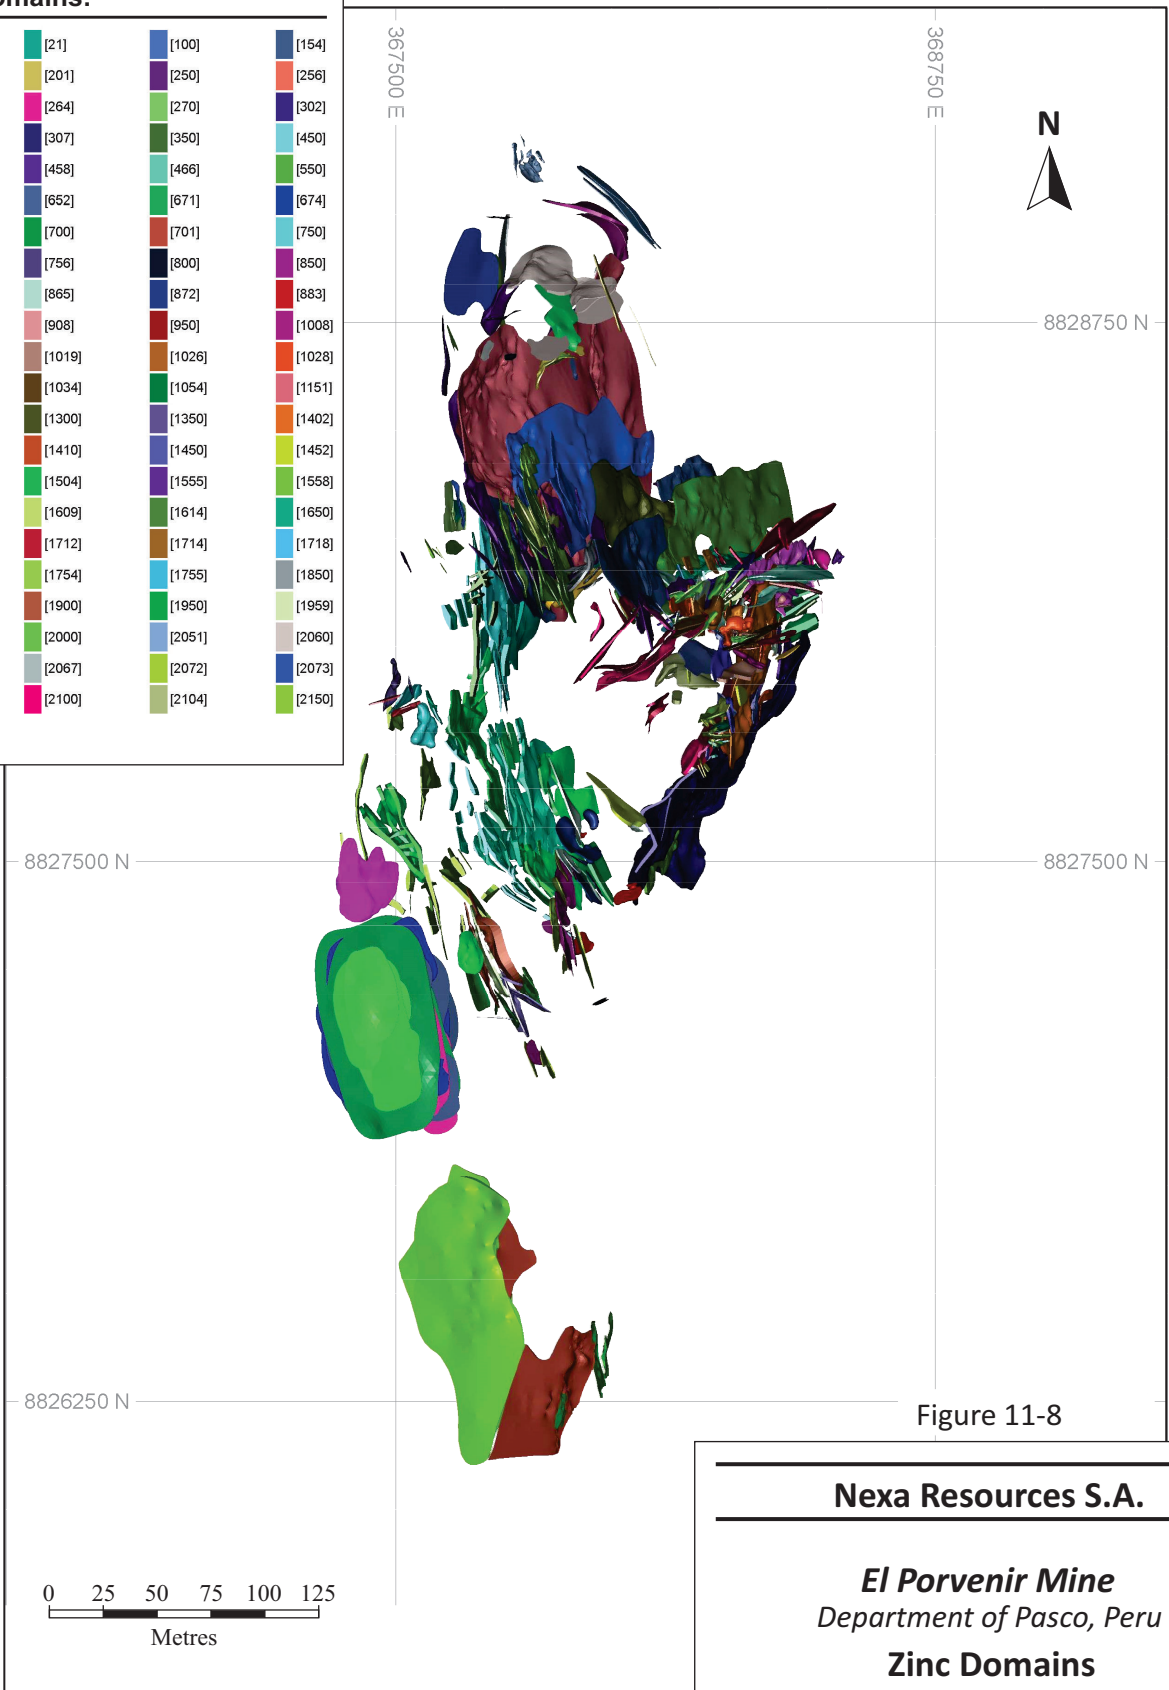 [21] [100] [154]
[201] [250] [256]
[264] [270] [302]
[307] [350] [450]
[458] [466] [550]
[652] [671] [674]
[700] [701] [750]
[756] [800] [850]
[865] [872] [883]
[908] [950] [1008]
[1019] [1026] [1028]
[1034] [1054] [1151]
[1300] [1350] [1402]
[1410] [1450] [1452]
[1504] [1555] [1558]
[1609] [1614] [1650]
[1712] [1714] [1718]
[1754] [1755] [1850]
[1900] [1950] [1959]
[2000] [2051] [2060]
[2067] [2072] [2073]
[2100] [2104] [2150]
367500 E
368750 E
N
8828750 N
8827500 N
8827500 N
8826250 N
Figure 11-8
Nexa Resources S.A.
El Porvenir Mine
Department of Pasco, Peru
Zinc Domains
0 25 50 75 100 125
Metres